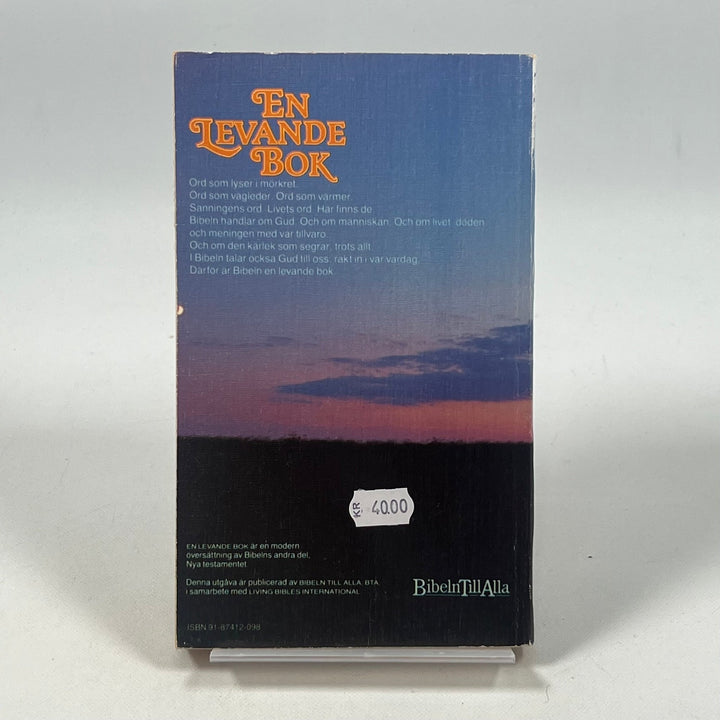 EN
LEVANDE
BOK
Ord som lyser i mörkret.
Ord som vägleder. Ord som värmer.
Sanningens ord. Livets ord. Här finns de.
Bibeln handlar om Gud. Och om människan. Och om livet, döden
och meningen med vår tillvaro.
Och om den kärlek som segrar, trots allt.
I Bibeln talar också Gud till oss, rakt in i vår vardag.
Därför är Bibeln en levande bok.
KR 40.00
EN LEVANDE BOK är en modern
översättning av Bibelns andra del,
Nya testamentet.
Denna utgåva är publicerad av BIBELN TILL ALLA, BTA,
i samarbete med LIVING BIBLES INTERNATIONAL.
BibelnTillAlla
ISBN 91-87412-098